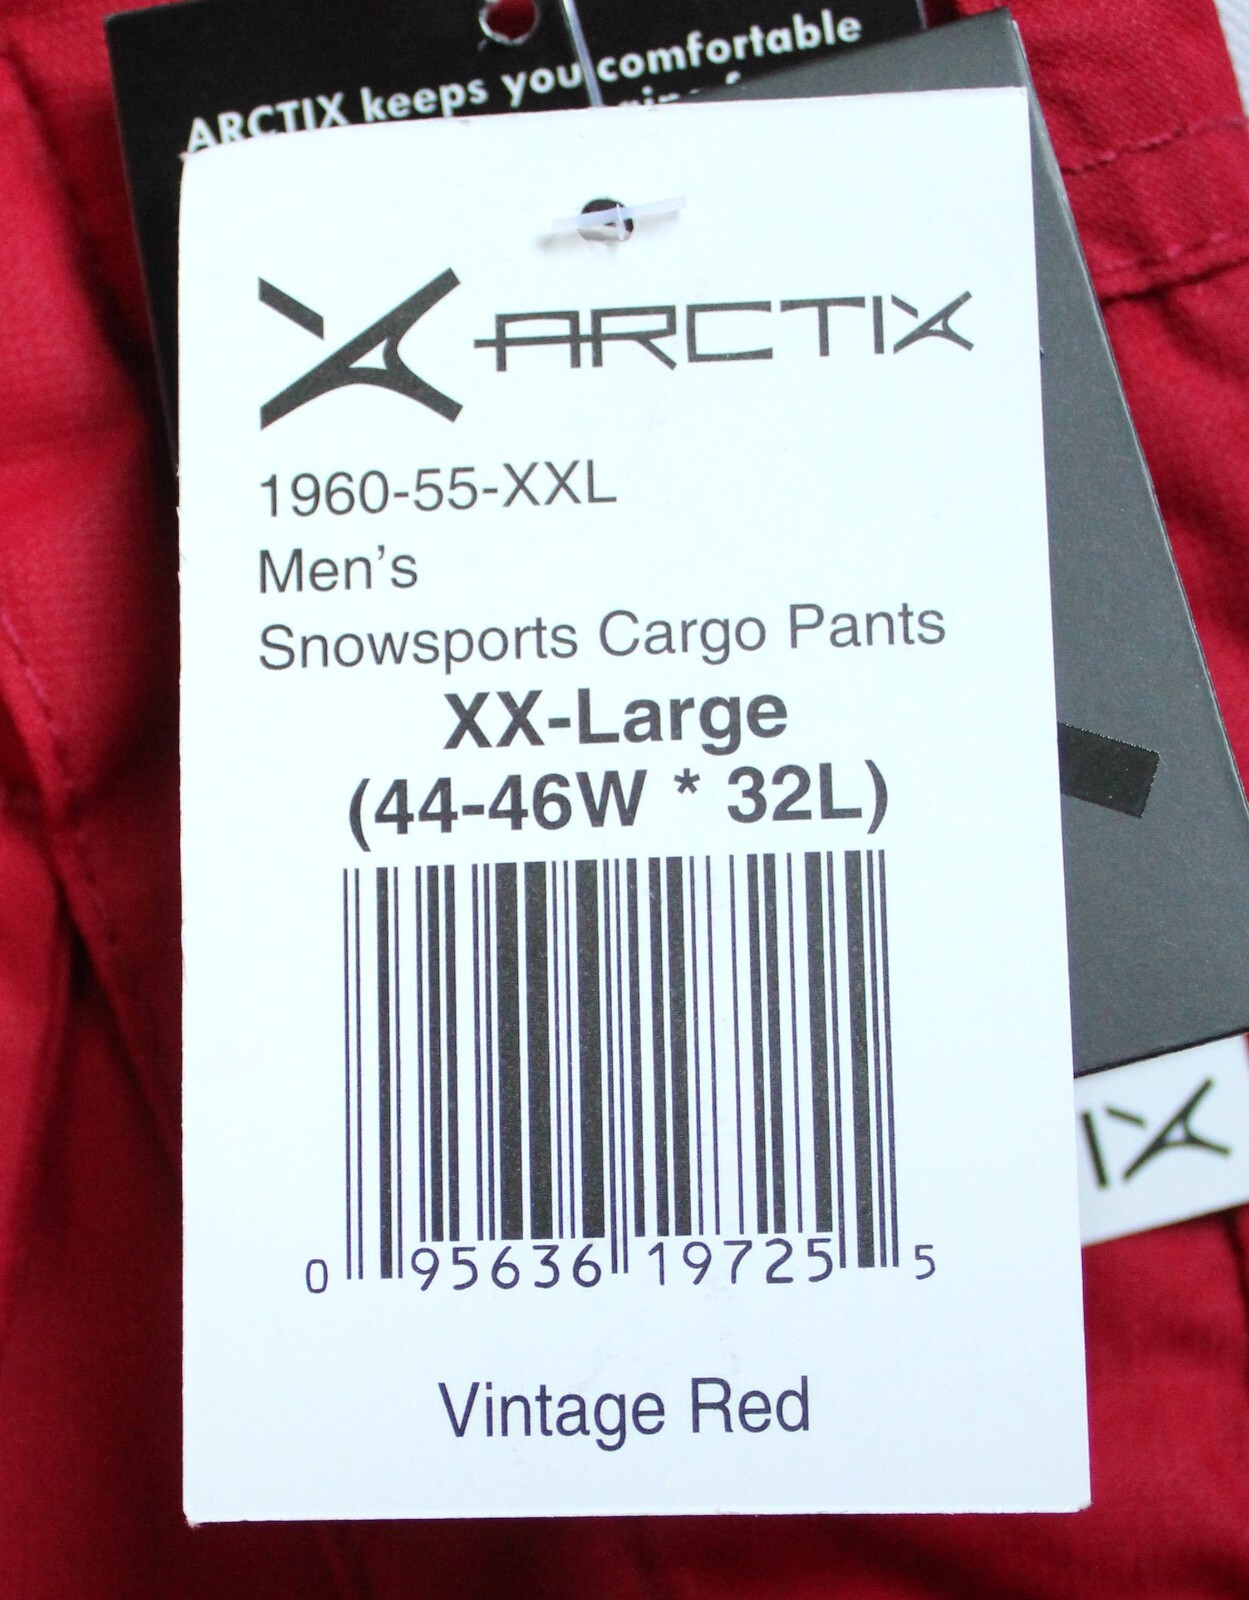 ARCTIX keeps you comfortable
ARCTIX
1960-55-XXL
Men's
Snowsports Cargo Pants
XX-Large
(44-46W * 32L)
0 95636 19725 5
Vintage Red
IX